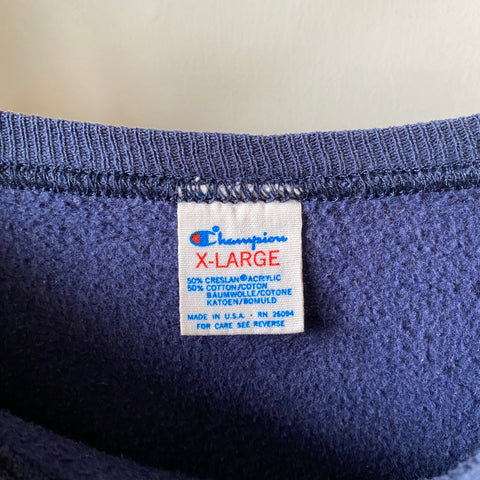 Champion
X-LARGE
50% CRESLAN® ACRYLIC
50% COTTON/COTON
BAUMWOLLE/COTONE
KATOEN/BOMULD
MADE IN U.S.A. - RN 26094
FOR CARE SEE REVERSE